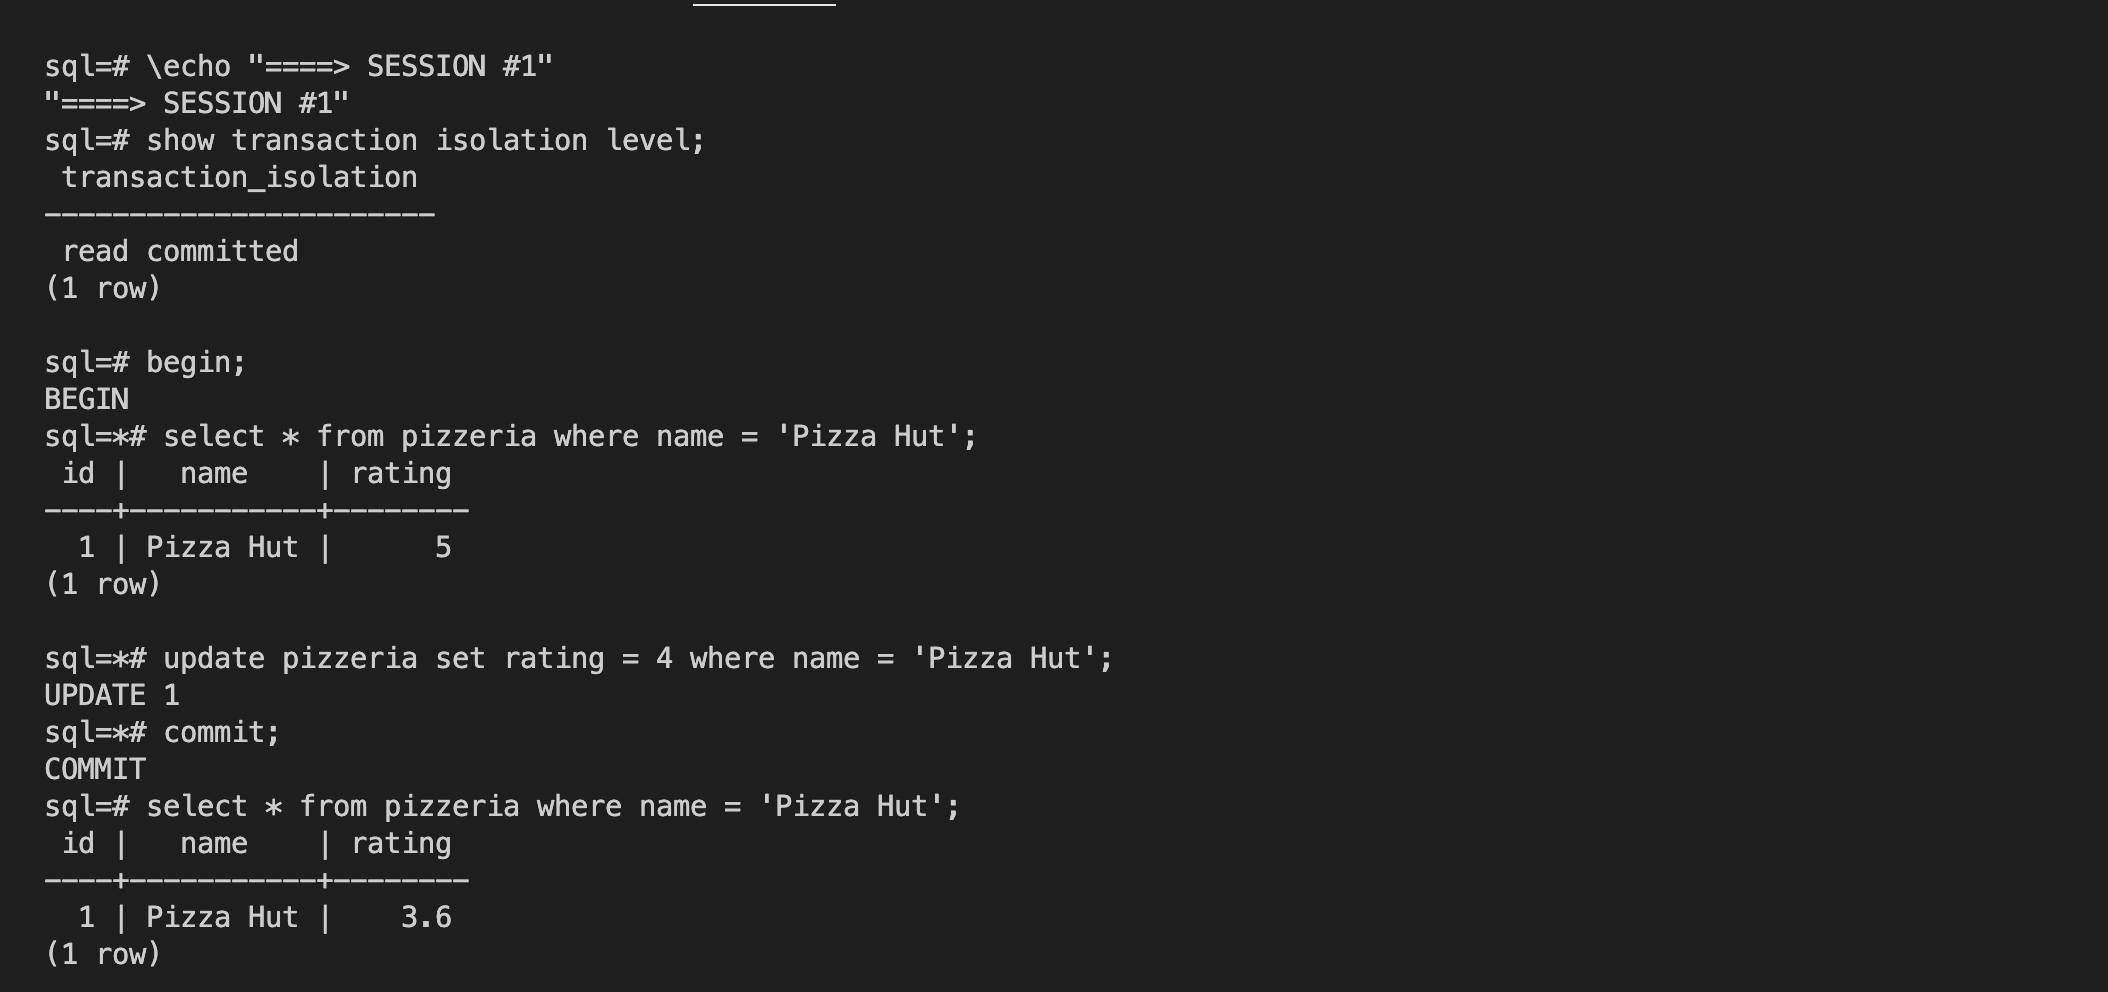 sql=# \echo "====> SESSION #1"
"====> SESSION #1"
sql=# show transaction isolation level;
 transaction_isolation
-----------------------
 read committed
(1 row)

sql=# begin;
BEGIN
sql=*# select * from pizzeria where name = 'Pizza Hut';
 id |   name    | rating
----+-----------+--------
  1 | Pizza Hut |      5
(1 row)

sql=*# update pizzeria set rating = 4 where name = 'Pizza Hut';
UPDATE 1
sql=*# commit;
COMMIT
sql=# select * from pizzeria where name = 'Pizza Hut';
 id |   name    | rating
----+-----------+--------
  1 | Pizza Hut |    3.6
(1 row)